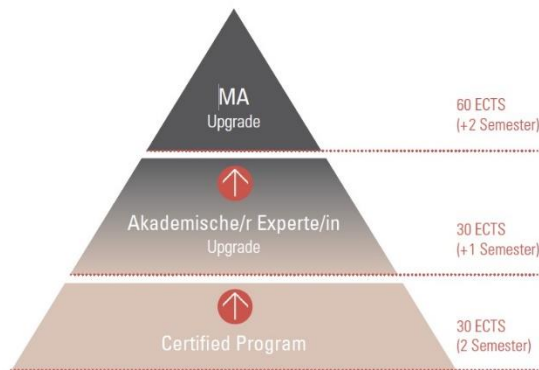 MA
Upgrade
60 ECTS
(+2 Semester)
Akademische/r Experte/in
Upgrade
30 ECTS
(+1 Semester)
Certified Program
30 ECTS
(2 Semester)